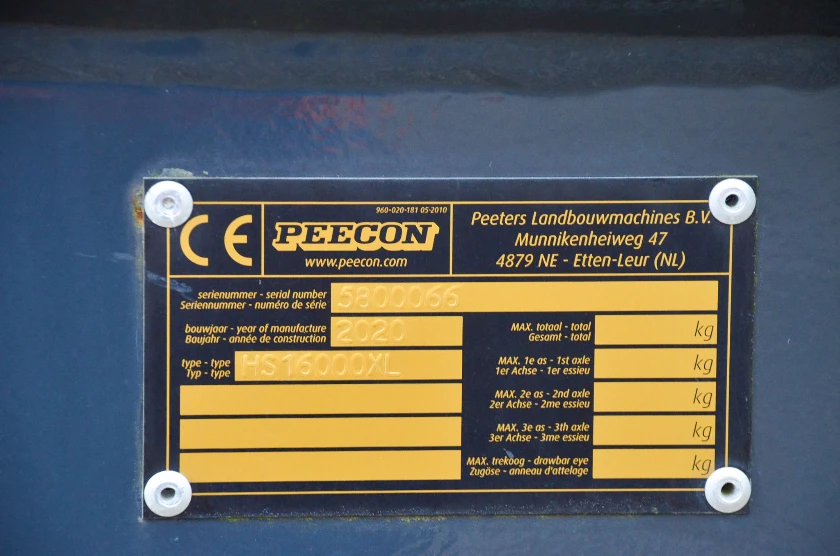 CE
960-020-181 05-2010
PEECON
www.peecon.com
Peeters Landbouwmachines B.V.
Munnikenheiweg 47
4879 NE - Etten-Leur (NL)
serienummer - serial number
Seriennummer - numéro de série
5800066
bouwjaar - year of manufacture
Baujahr - année de construction
2020
type - type
Typ - type
HS16000XL
MAX. totaal - total
Gesamt - total
kg
MAX. 1e as - 1st axle
1er Achse - 1er essieu
kg
MAX. 2e as - 2nd axle
2er Achse - 2me essieu
kg
MAX. 3e as - 3th axle
3er Achse - 3me essieu
kg
MAX. trekoog - drawbar eye
Zugöse - anneau d'attelage
kg